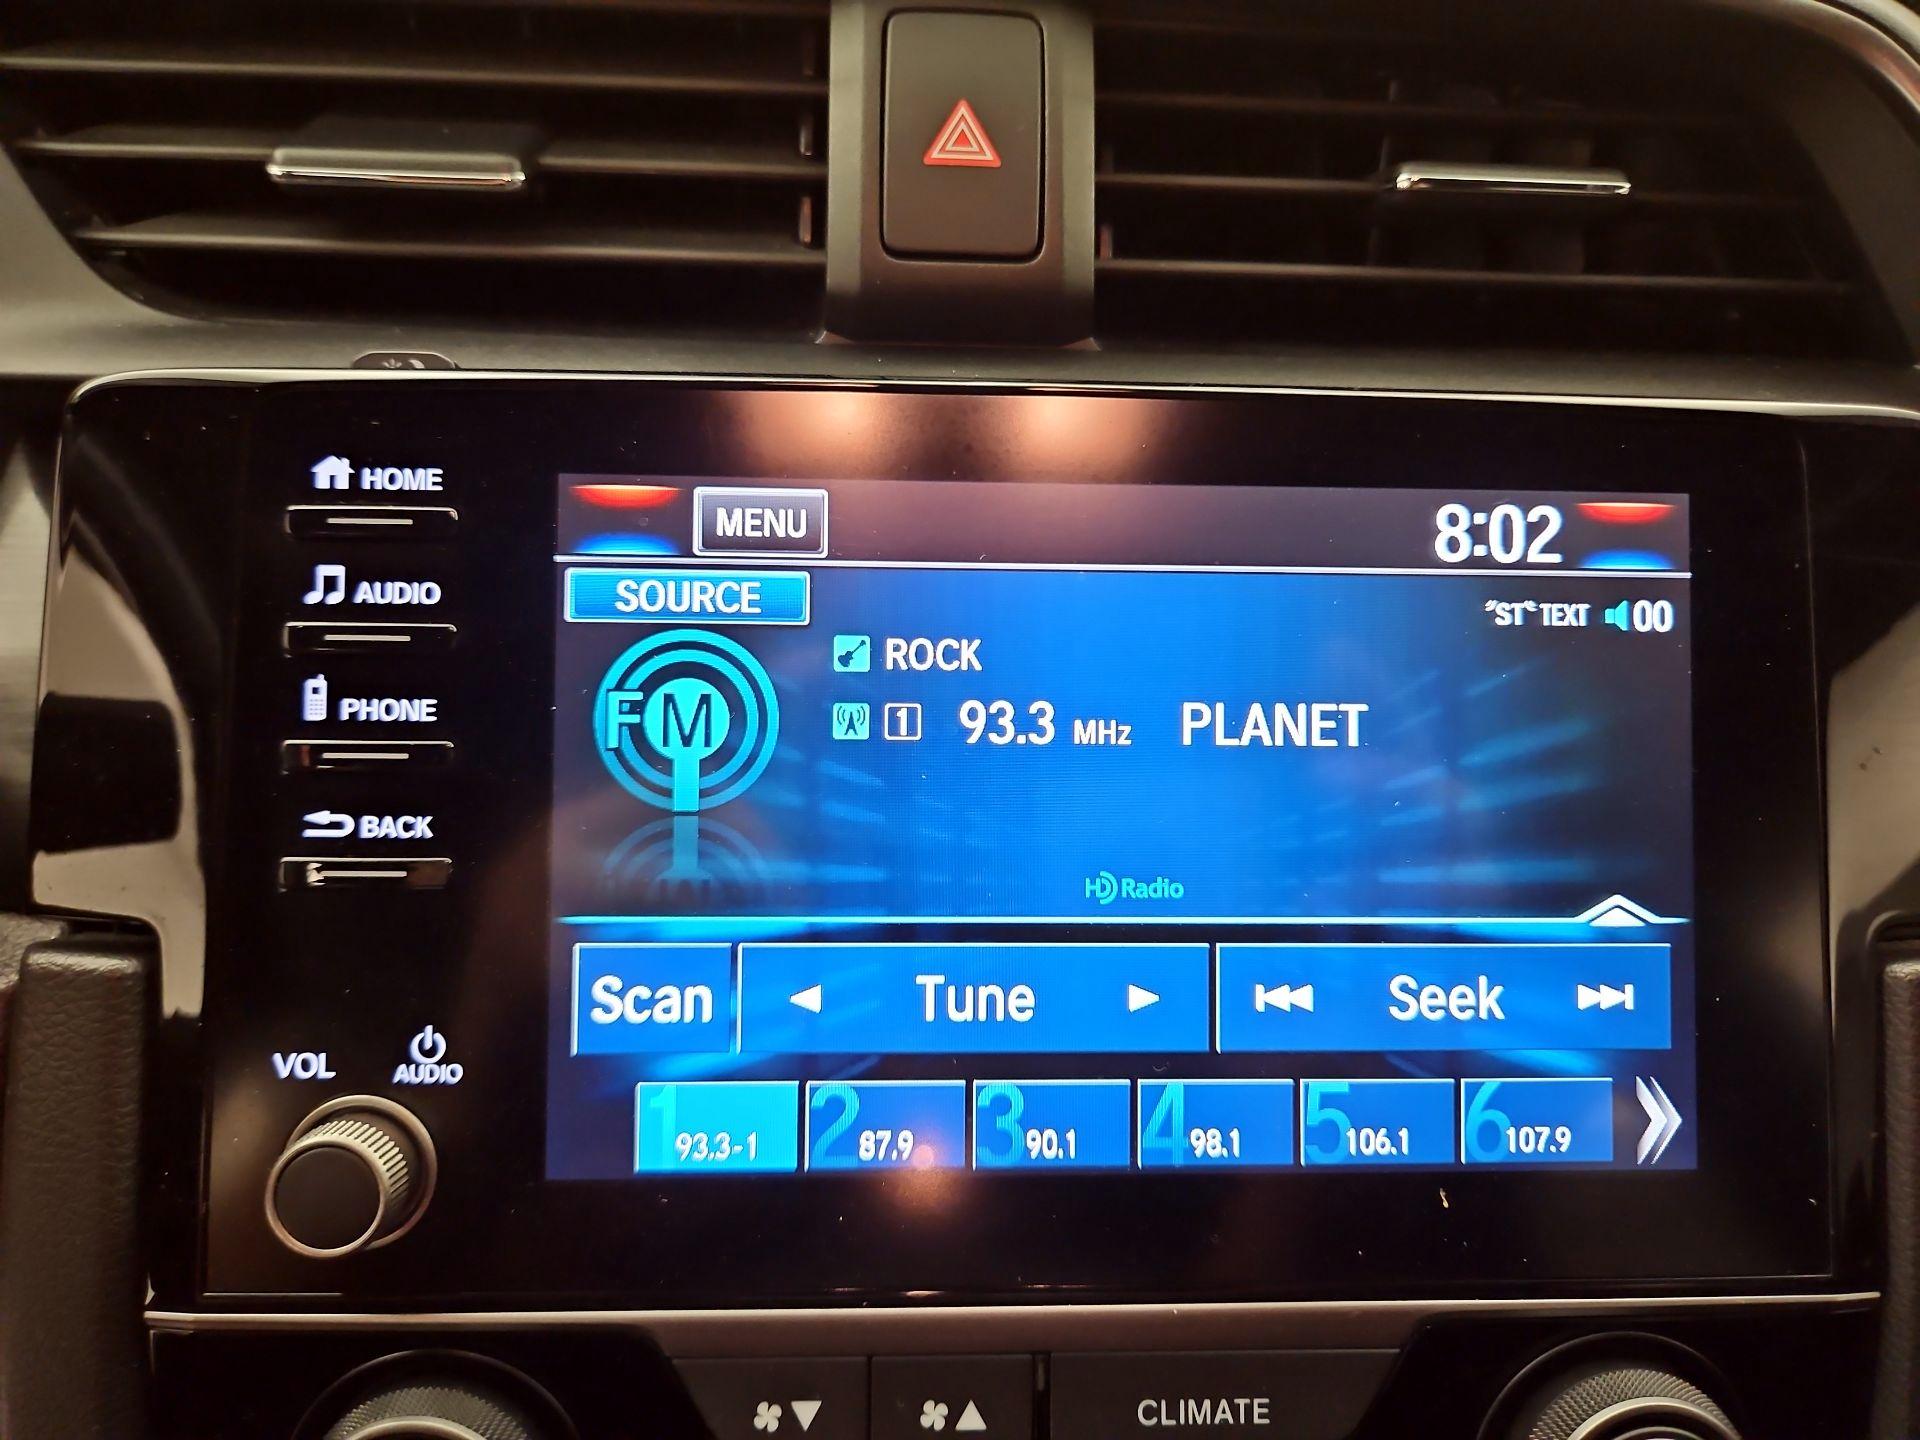 HOME
AUDIO
PHONE
BACK
VOL
AUDIO
MENU
8:02
SOURCE
"ST" TEXT 00
FM
ROCK
1 93.3 MHz PLANET
HD Radio
Scan Tune Seek
1 93.3-1 2 87.9 3 90.1 4 98.1 5 106.1 6 107.9
CLIMATE